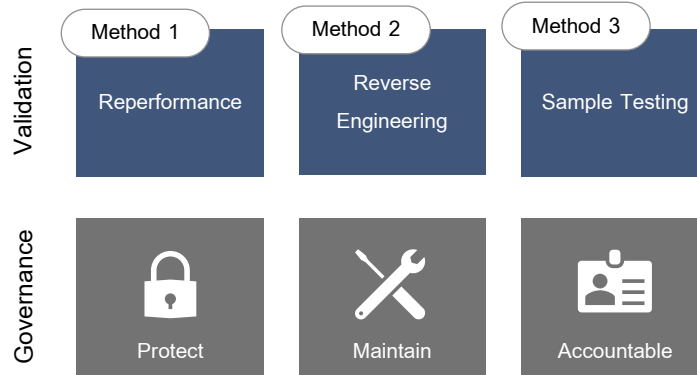 Validation
Method 1
Reperformance
Method 2
Reverse
Engineering
Method 3
Sample Testing
Governance
Protect
Maintain
Accountable